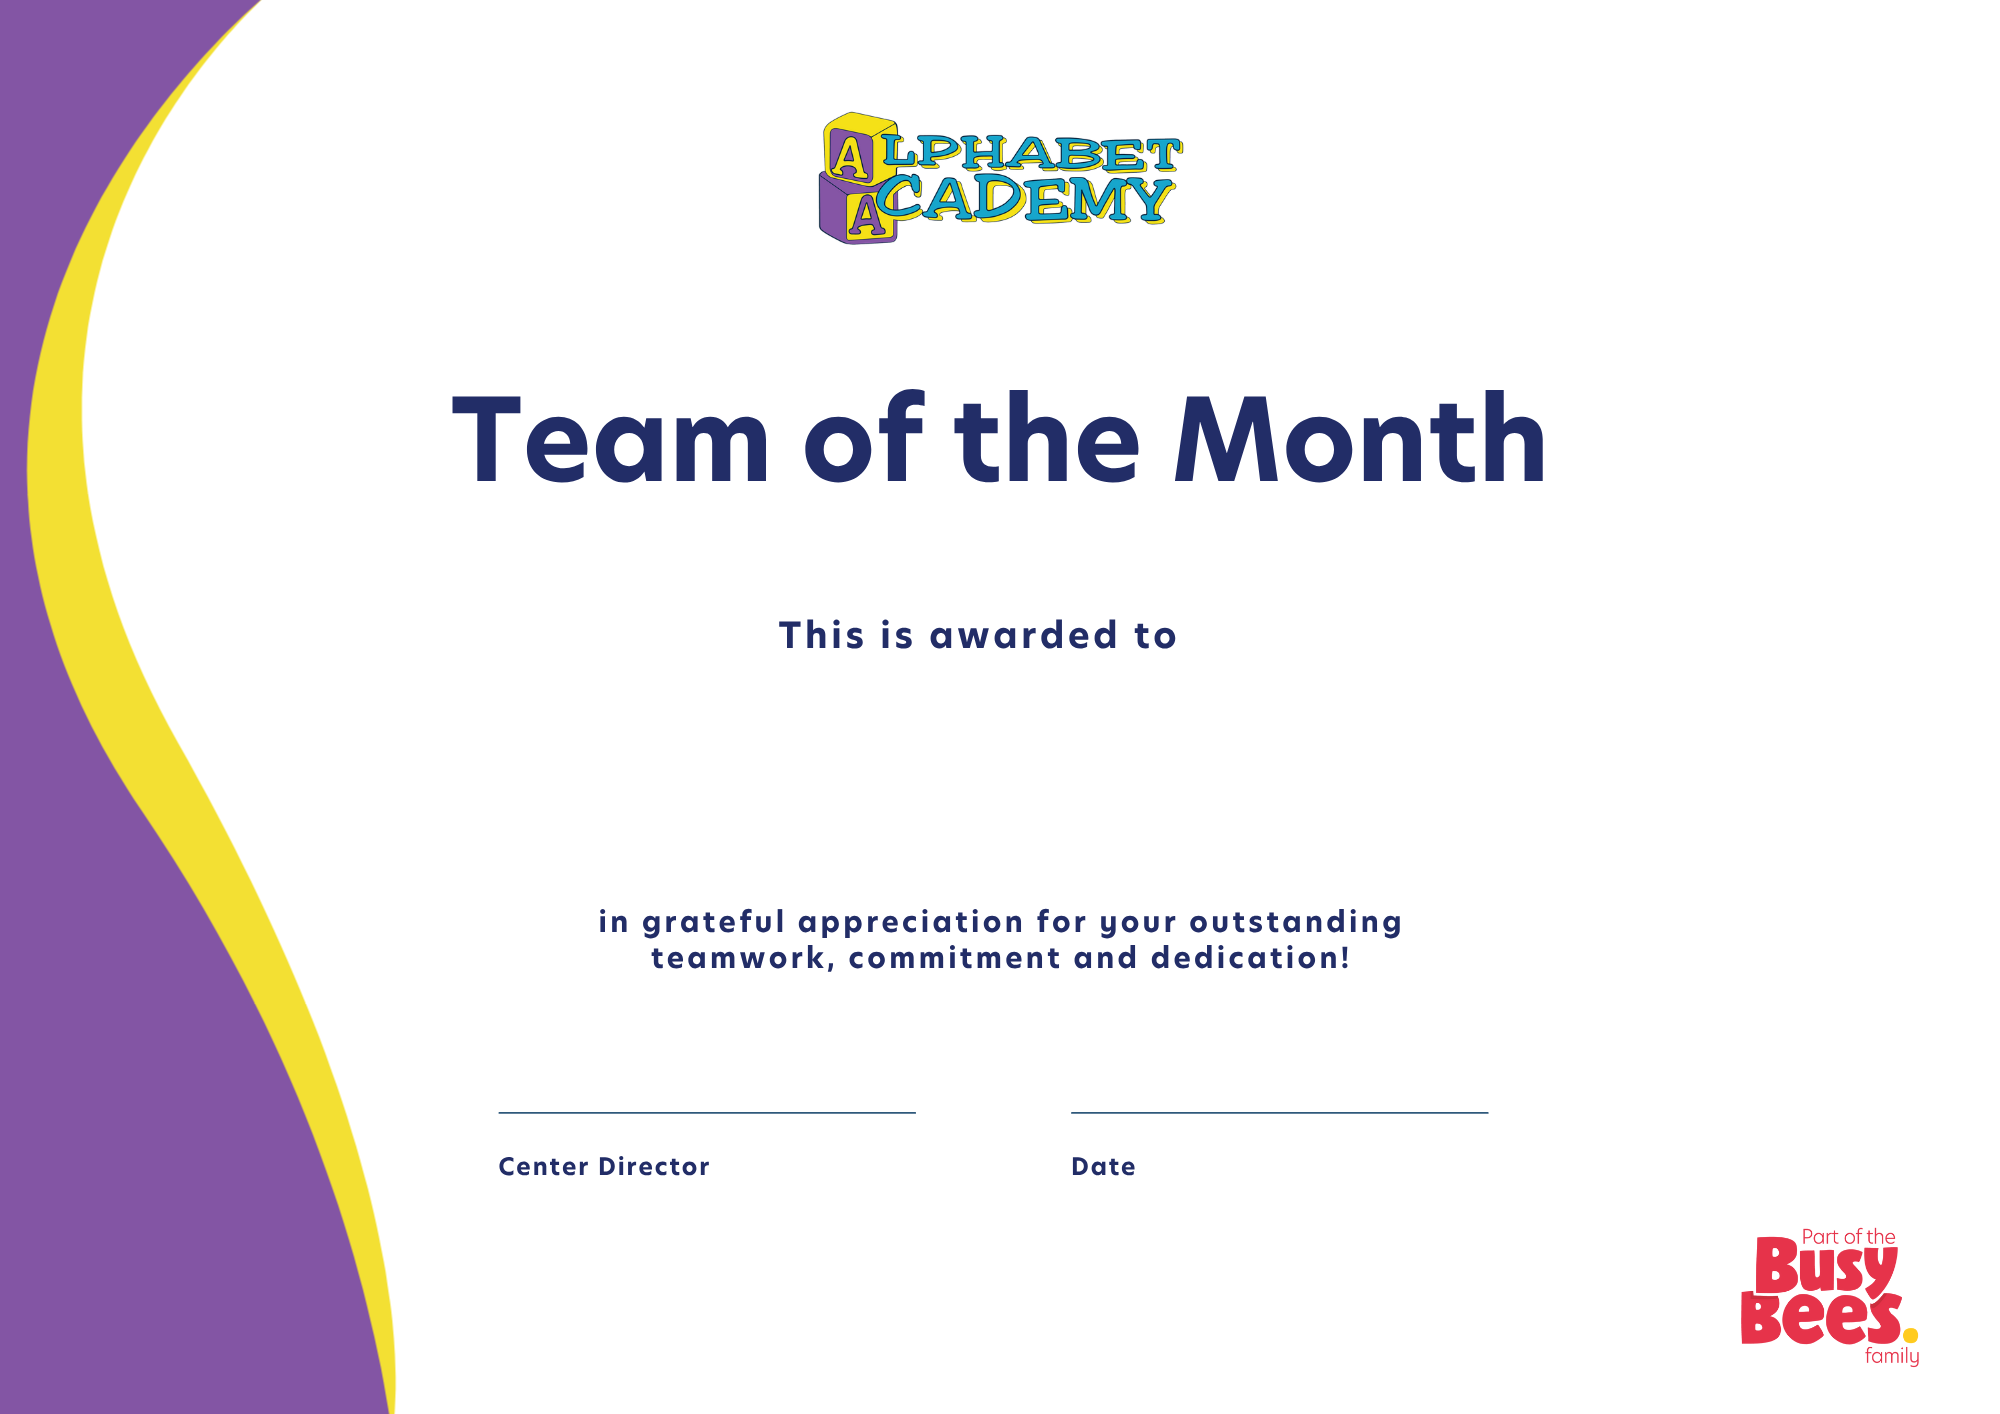 ALPHABET
ACADEMY
Team of the Month
This is awarded to
in grateful appreciation for your outstanding
teamwork, commitment and dedication!
Center Director
Date
Part of the
Busy
Bees.
family